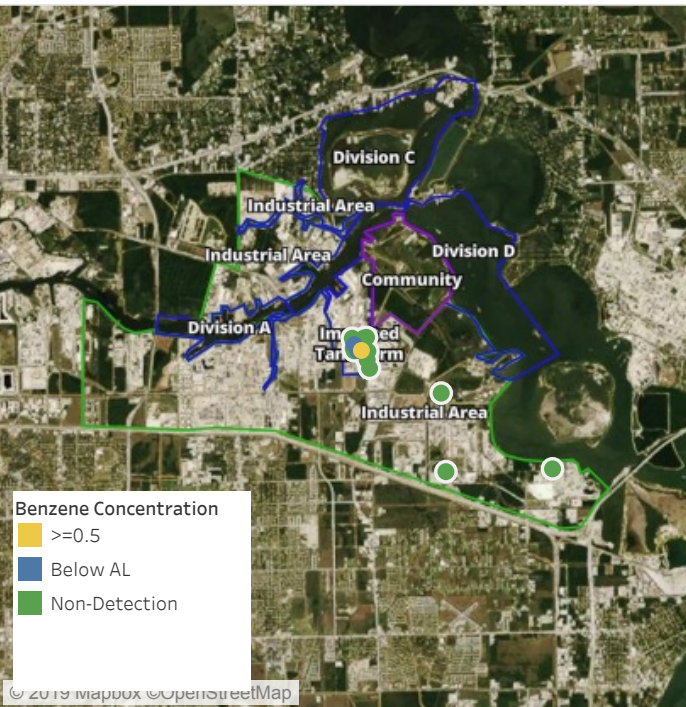 Division C
Industrial Area
Industrial Area
Division D
Community
Division A
Industrial Area
Benzene Concentration
>=0.5
Below AL
Non-Detection
© 2019 Mapbox ©OpenStreetMap